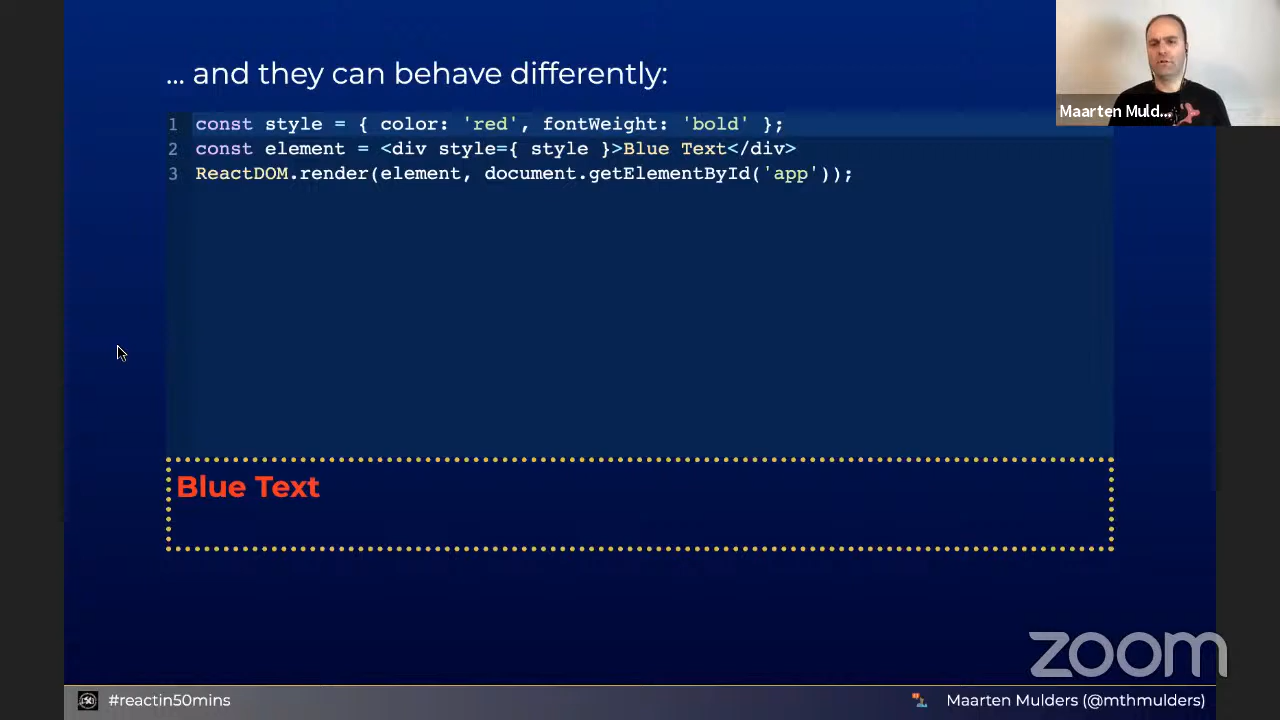 ... and they can behave differently:
Maarten Muld...
1 const style = { color: 'red', fontWeight: 'bold' };
2 const element = <div style={ style }>Blue Text</div>
3 ReactDOM.render(element, document.getElementById('app'));
Blue Text
zoom
#reactin50mins
Maarten Mulders (@mthmulders)